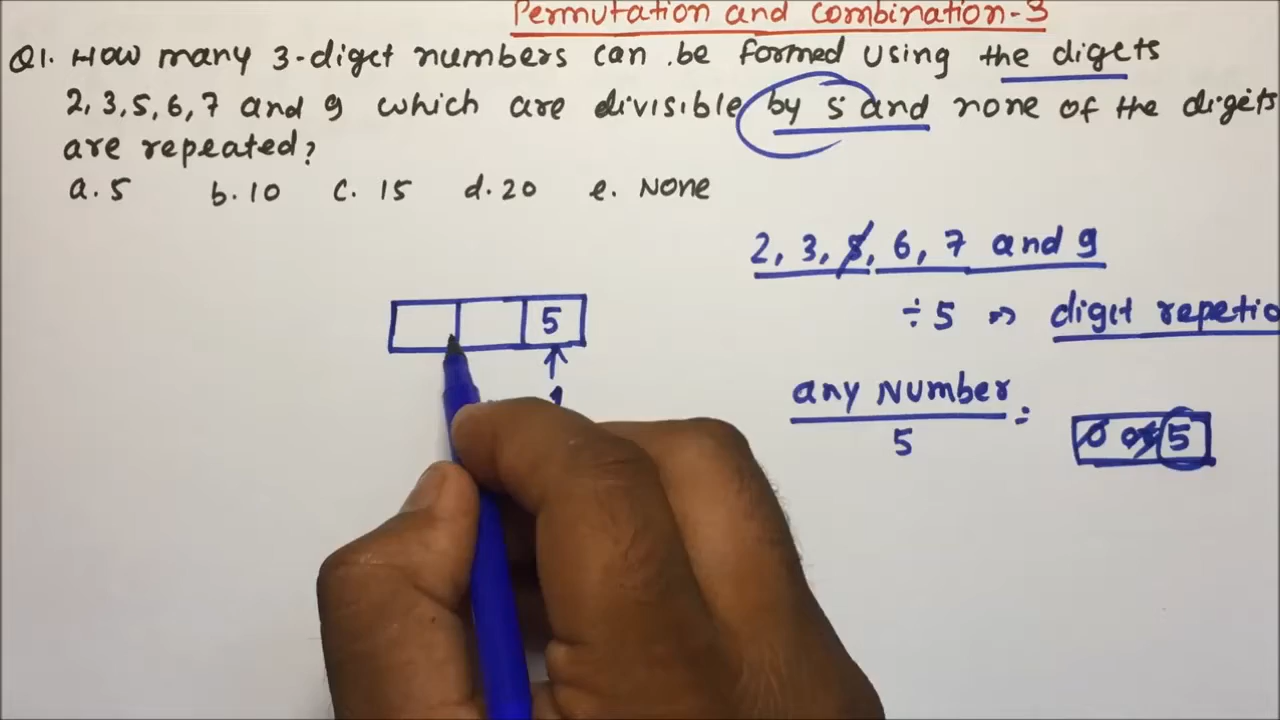 Permutation and Combination-3
Q1. How many 3-digit numbers can be formed using the digits
2, 3, 5, 6, 7 and 9 which are divisible by 5 and none of the digits
are repeated?
a. 5 b. 10 c. 15 d. 20 e. None
2, 3, 5, 6, 7 and 9
÷ 5 ⇒ digit repetio
5
1
any Number
5
=
0 or 5